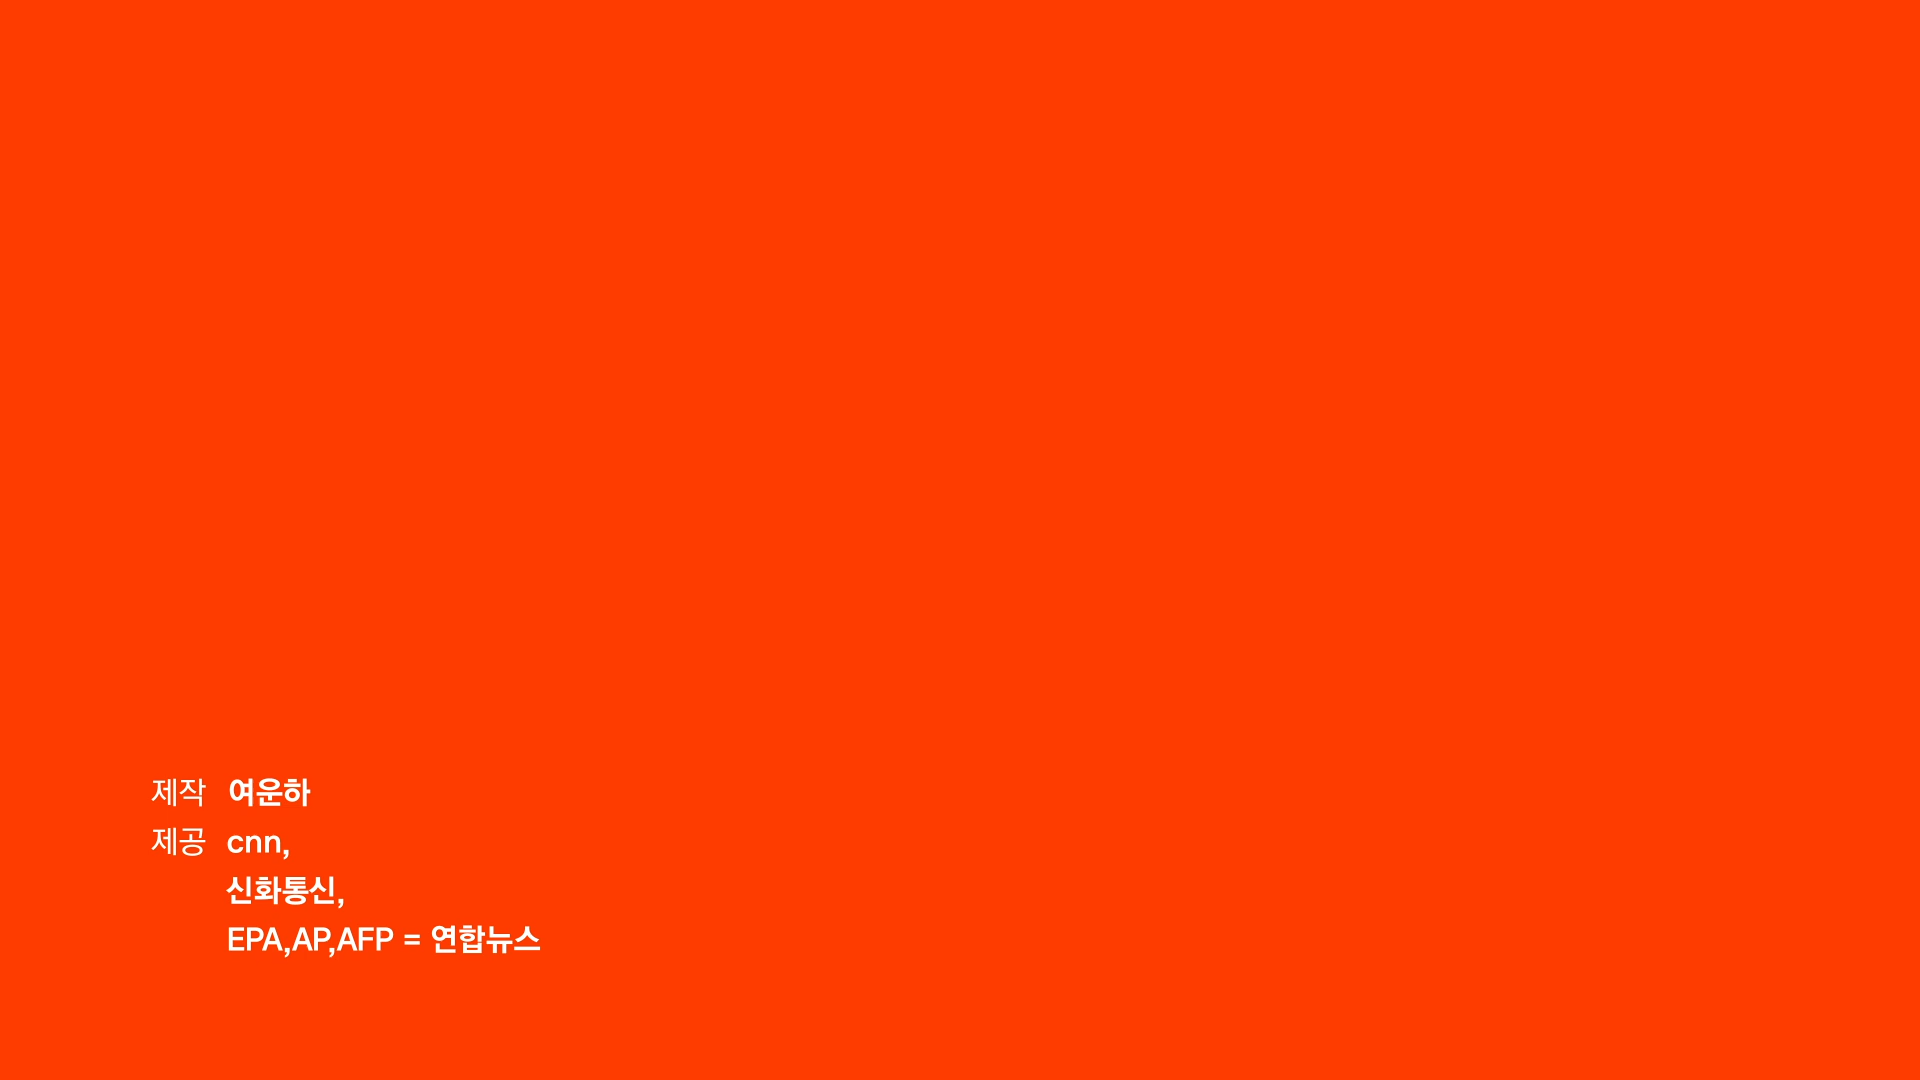 제작 여운하
제공 cnn,
신화통신,
EPA,AP,AFP = 연합뉴스